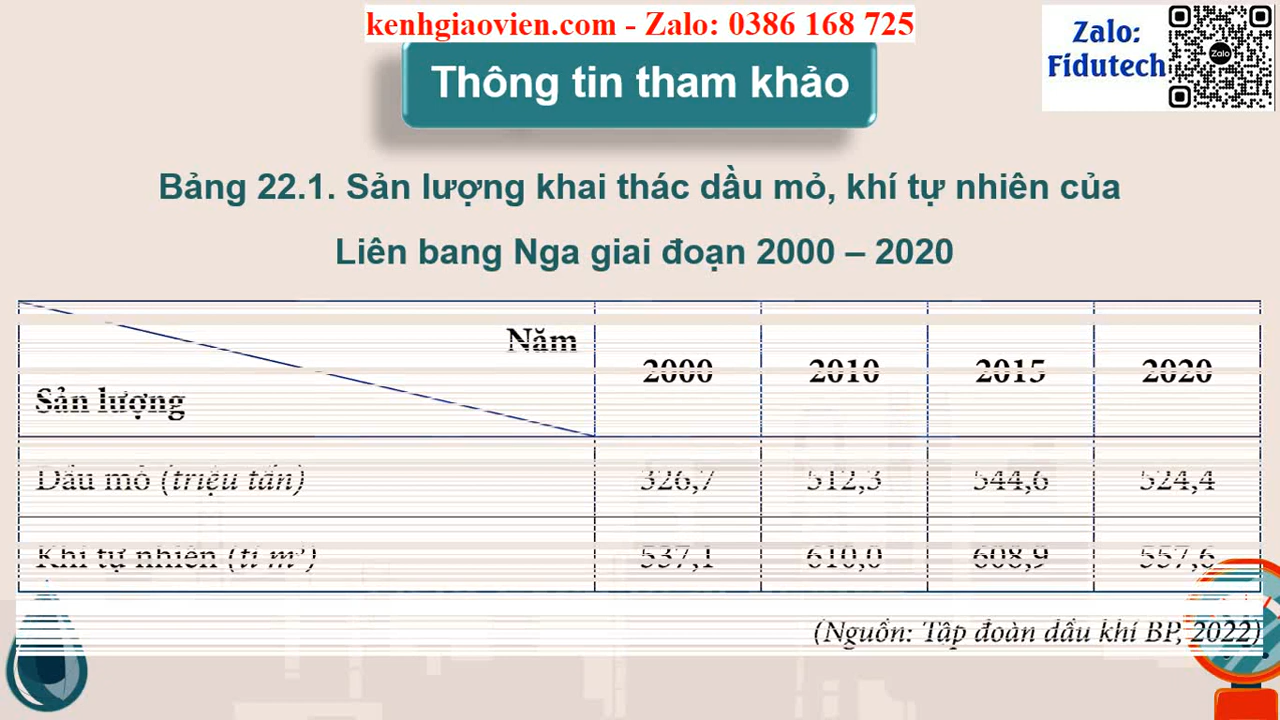 kenhgiaovien.com - Zalo: 0386 168 725
Zalo:
Fidutech
Zalo
Thông tin tham khảo
Bảng 22.1. Sản lượng khai thác dầu mỏ, khí tự nhiên của
Liên bang Nga giai đoạn 2000 – 2020
Năm
Sản lượng
2000 2010 2015 2020
Dầu mỏ (triệu tấn) 326,7 512,3 544,6 524,4
Khí tự nhiên (tỉ m³) 537,1 610,0 608,9 557,6
(Nguồn: Tập đoàn dầu khí BP, 2022)